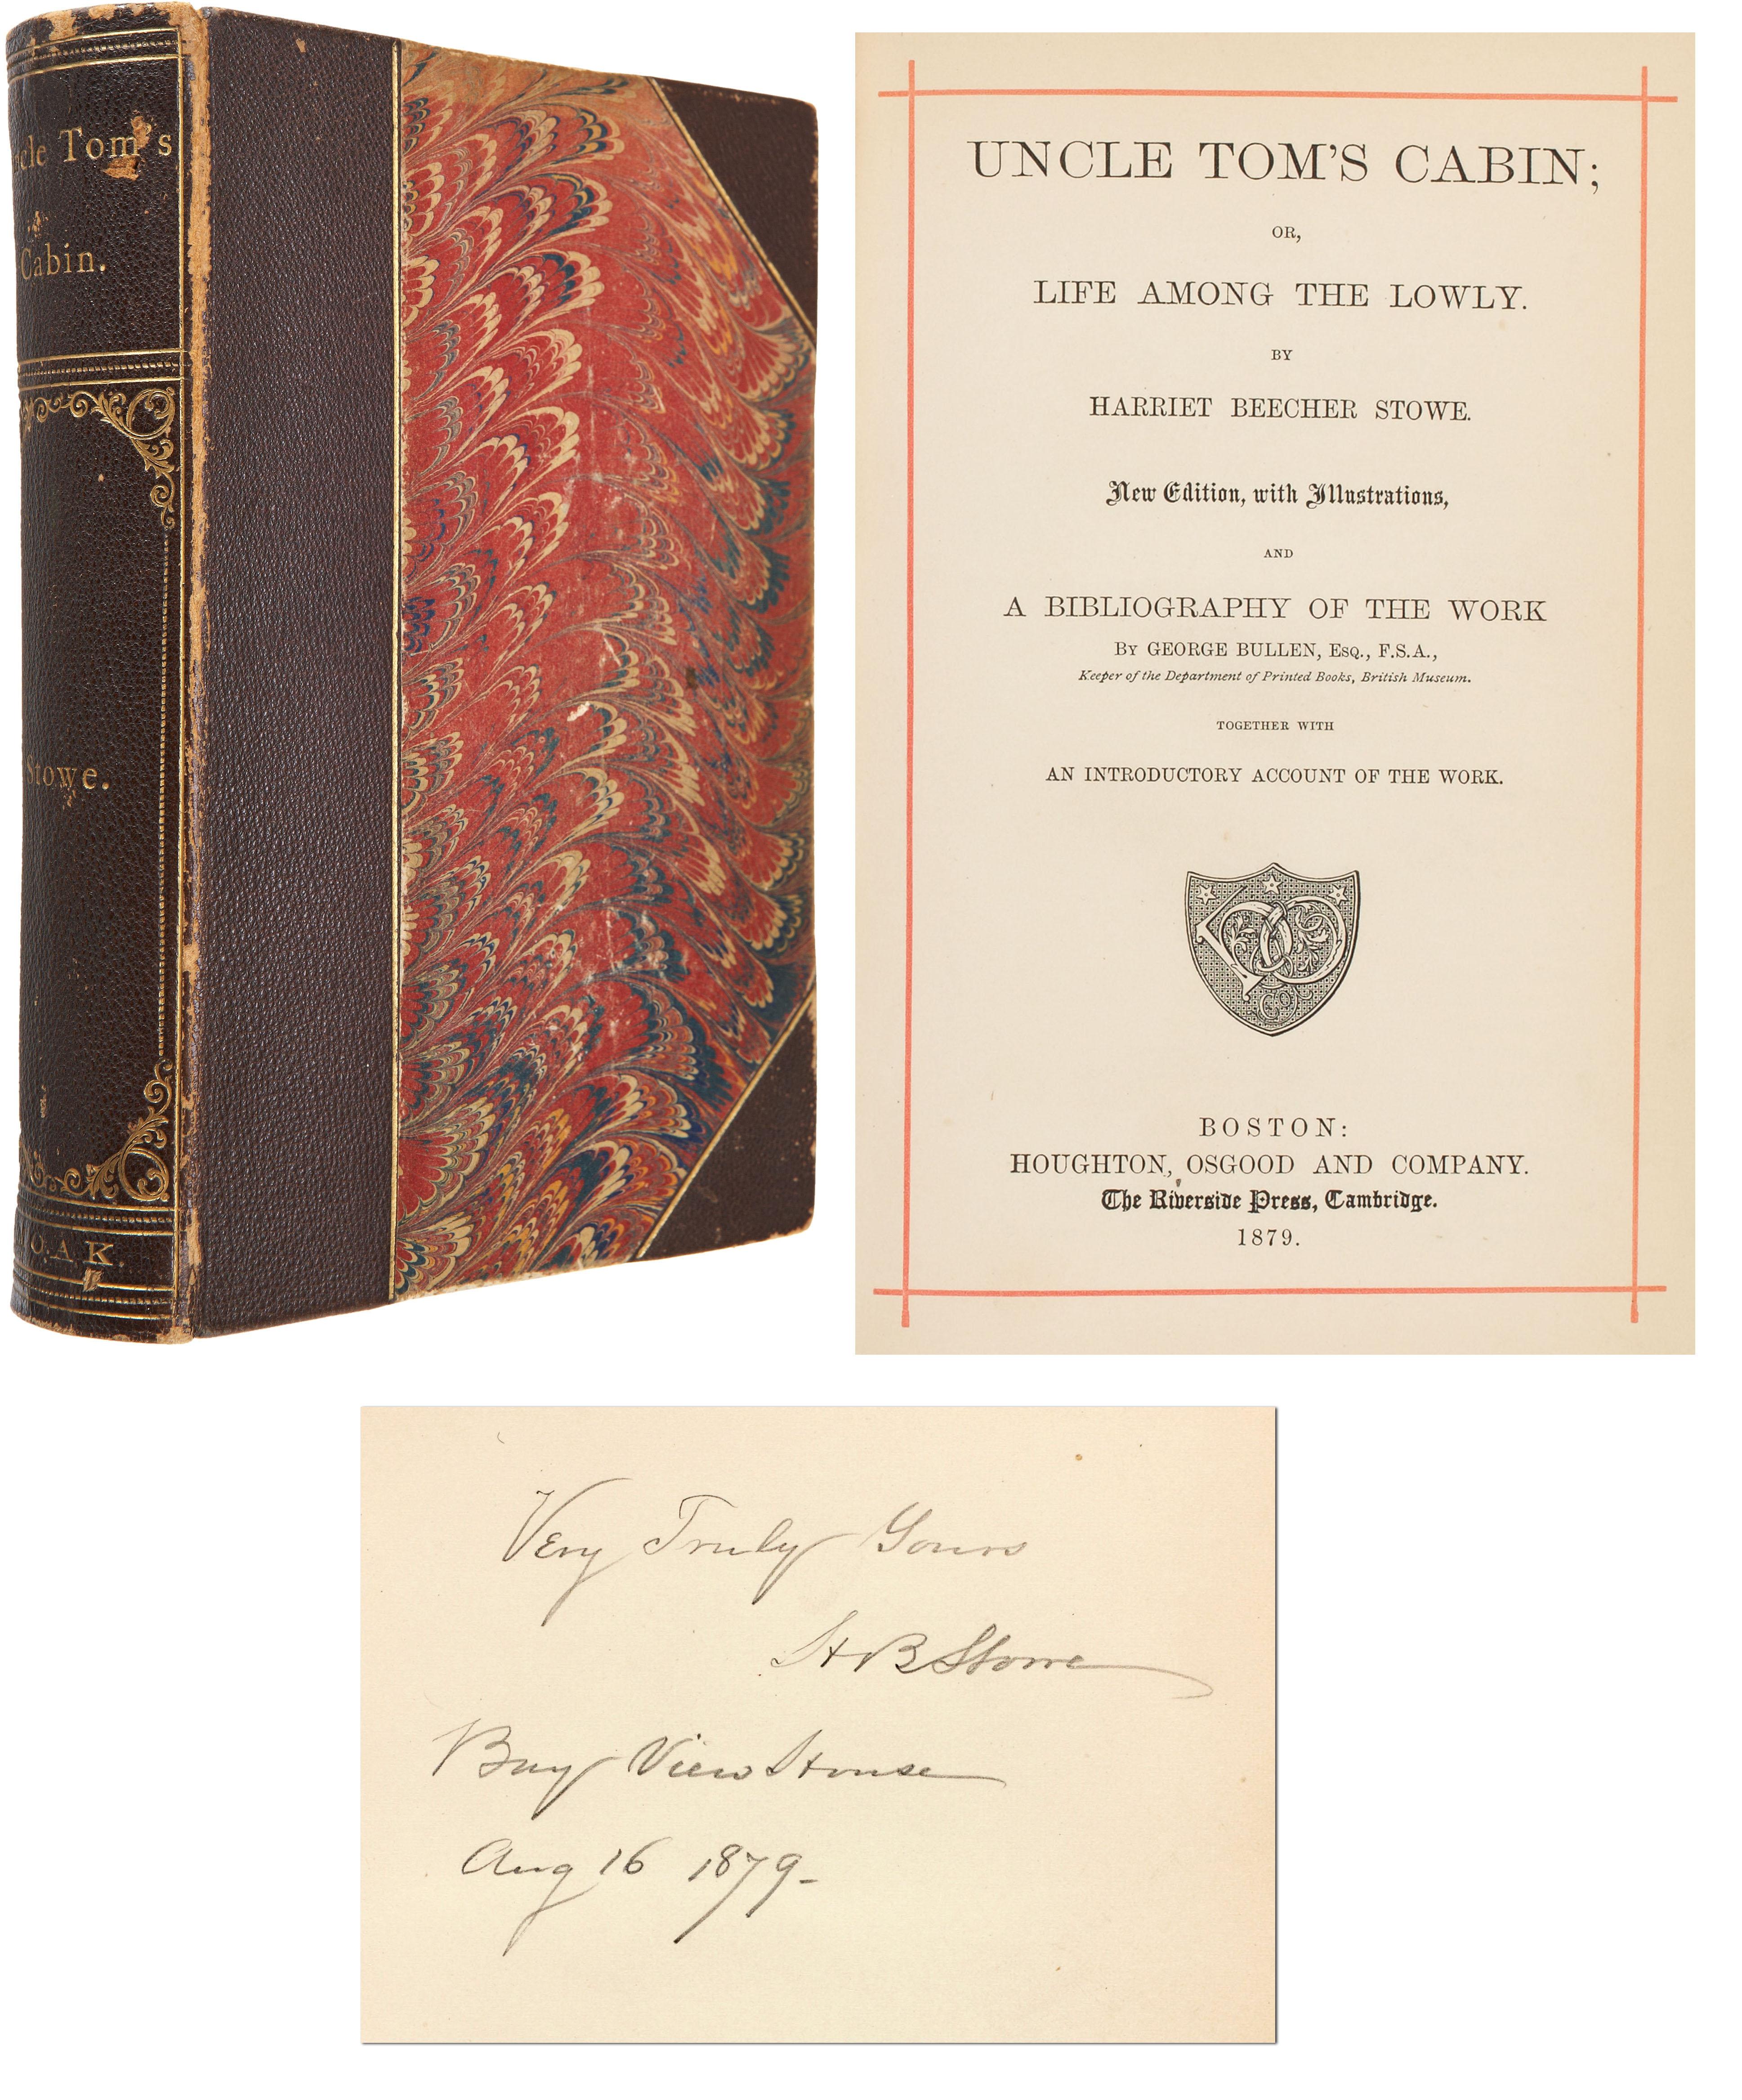 cle Tom's
Cabin.
Stowe.
O.A.K.
UNCLE TOM'S CABIN;
OR,
LIFE AMONG THE LOWLY.
BY
HARRIET BEECHER STOWE.
New Edition, with Illustrations,
AND
A BIBLIOGRAPHY OF THE WORK
BY GEORGE BULLEN, ESQ., F.S.A.,
Keeper of the Department of Printed Books, British Museum.
TOGETHER WITH
AN INTRODUCTORY ACCOUNT OF THE WORK.
CO
BOSTON:
HOUGHTON, OSGOOD AND COMPANY.
The Riverside Press, Cambridge.
1879.
Very Truly Yours
H B Stowe
Bay View House
Aug 16 1879-